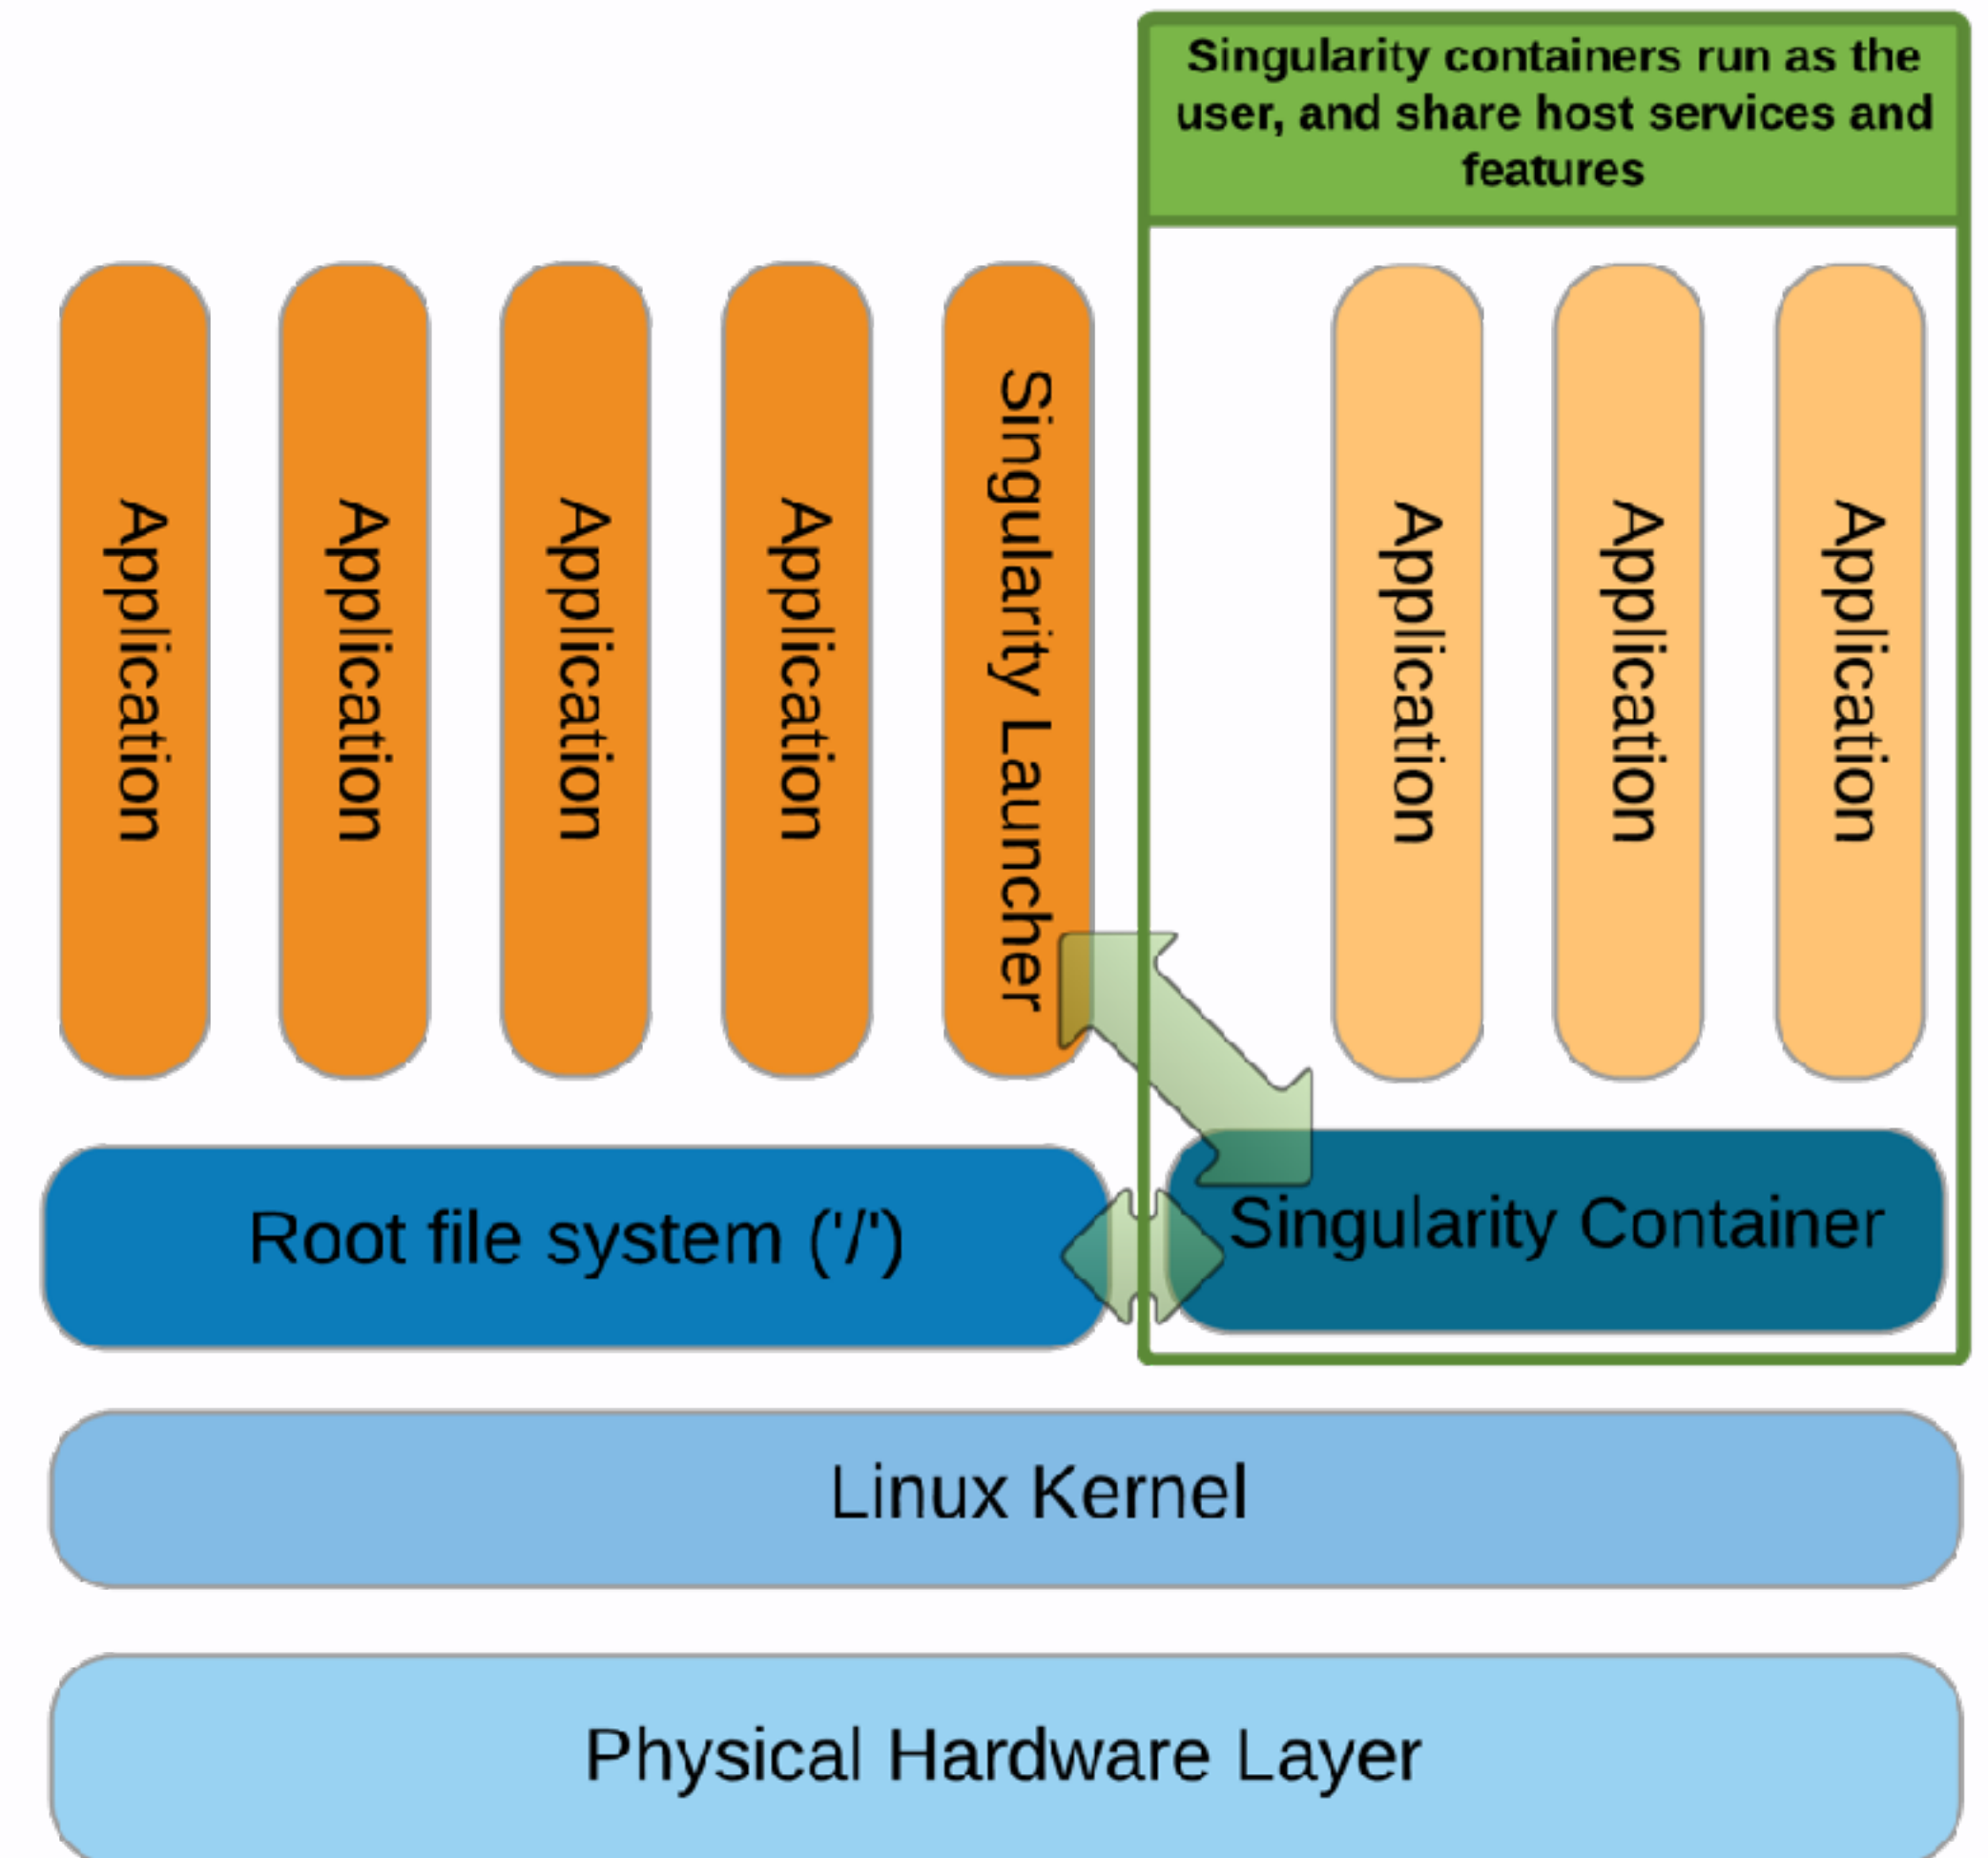 Singularity containers run as the
user, and share host services and
features
Application
Application
Application
Application
Singularity Launcher
Application
Application
Application
Root file system ('/')
Singularity Container
Linux Kernel
Physical Hardware Layer